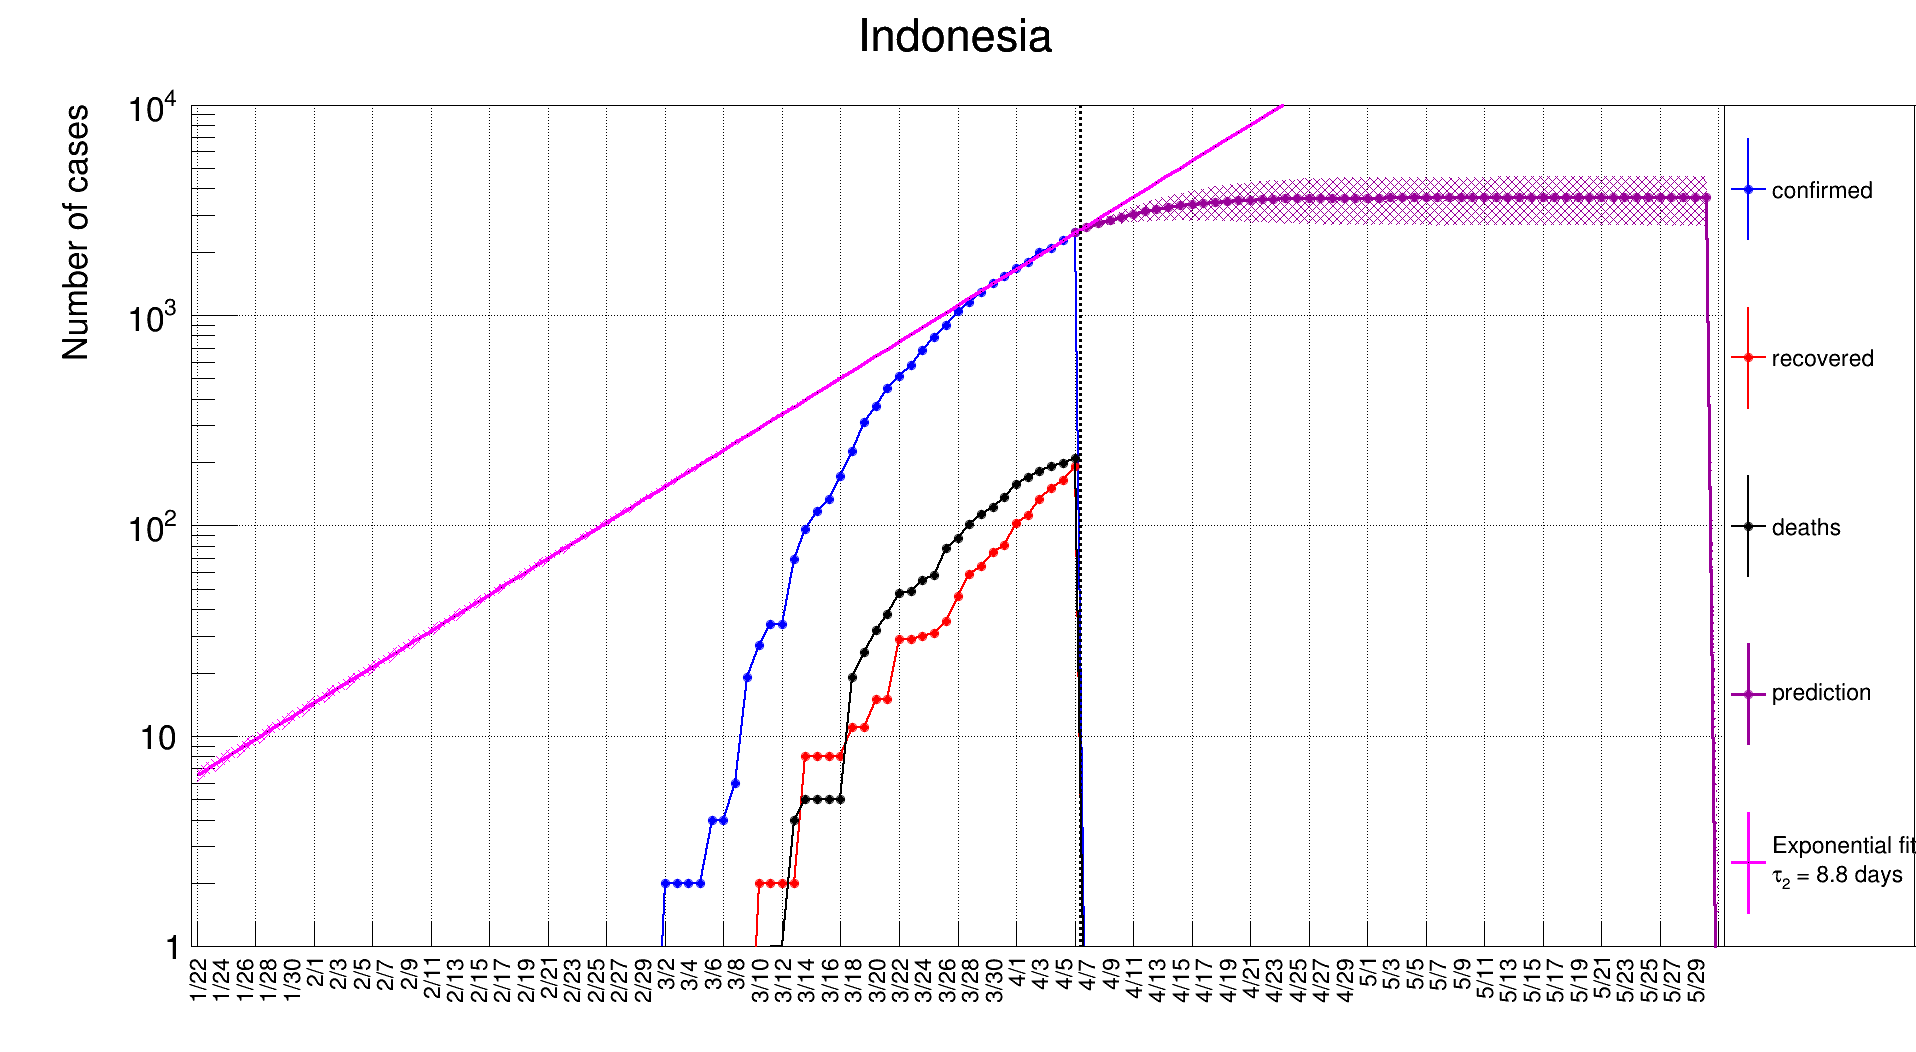 Indonesia
Number of cases
10^4
10^3
10^2
10
1
1/22 1/24 1/26 1/28 1/30 2/1 2/3 2/5 2/7 2/9 2/11 2/13 2/15 2/17 2/19 2/21 2/23 2/25 2/27 2/29 3/2 3/4 3/6 3/8 3/10 3/12 3/14 3/16 3/18 3/20 3/22 3/24 3/26 3/28 3/30 4/1 4/3 4/5 4/7 4/9 4/11 4/13 4/15 4/17 4/19 4/21 4/23 4/25 4/27 4/29 5/1 5/3 5/5 5/7 5/9 5/11 5/13 5/15 5/17 5/19 5/21 5/23 5/25 5/27 5/29
confirmed
recovered
deaths
prediction
Exponential fit
τ₂ = 8.8 days